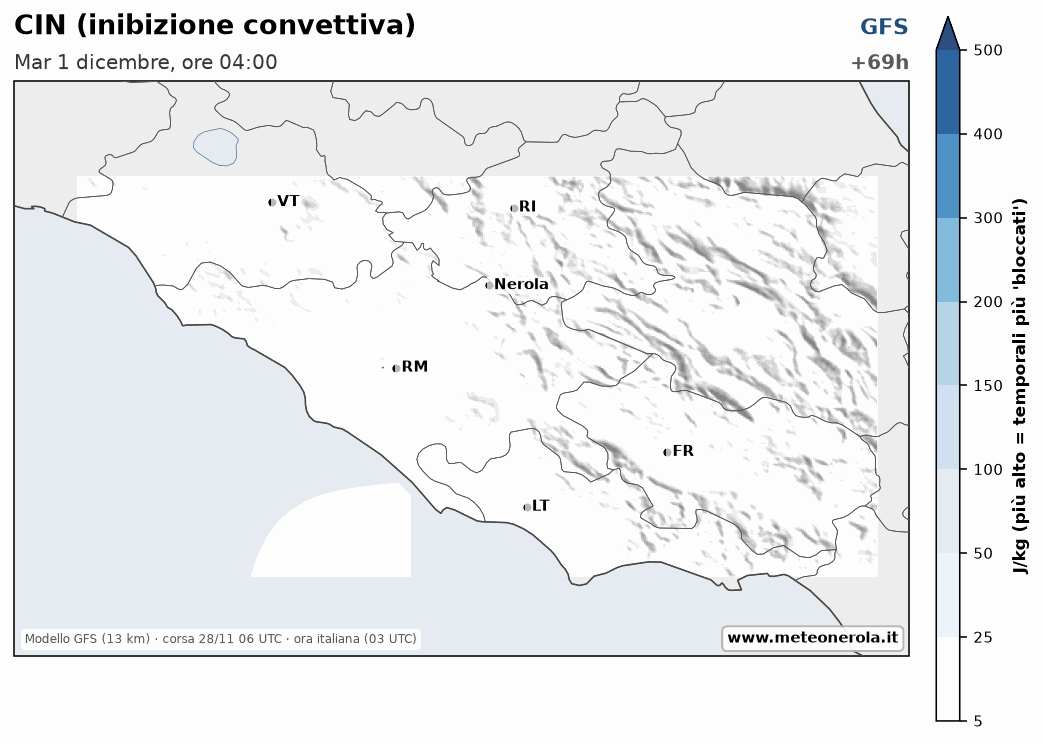 CIN (inibizione convettiva)
GFS
Mar 1 dicembre, ore 04:00
+69h
VT
RI
Nerola
RM
FR
LT
Modello GFS (13 km) · corsa 28/11 06 UTC · ora italiana (03 UTC)
www.meteonerola.it
500
400
300
200
150
100
50
25
5
J/kg (più alto = temporali più 'bloccati')